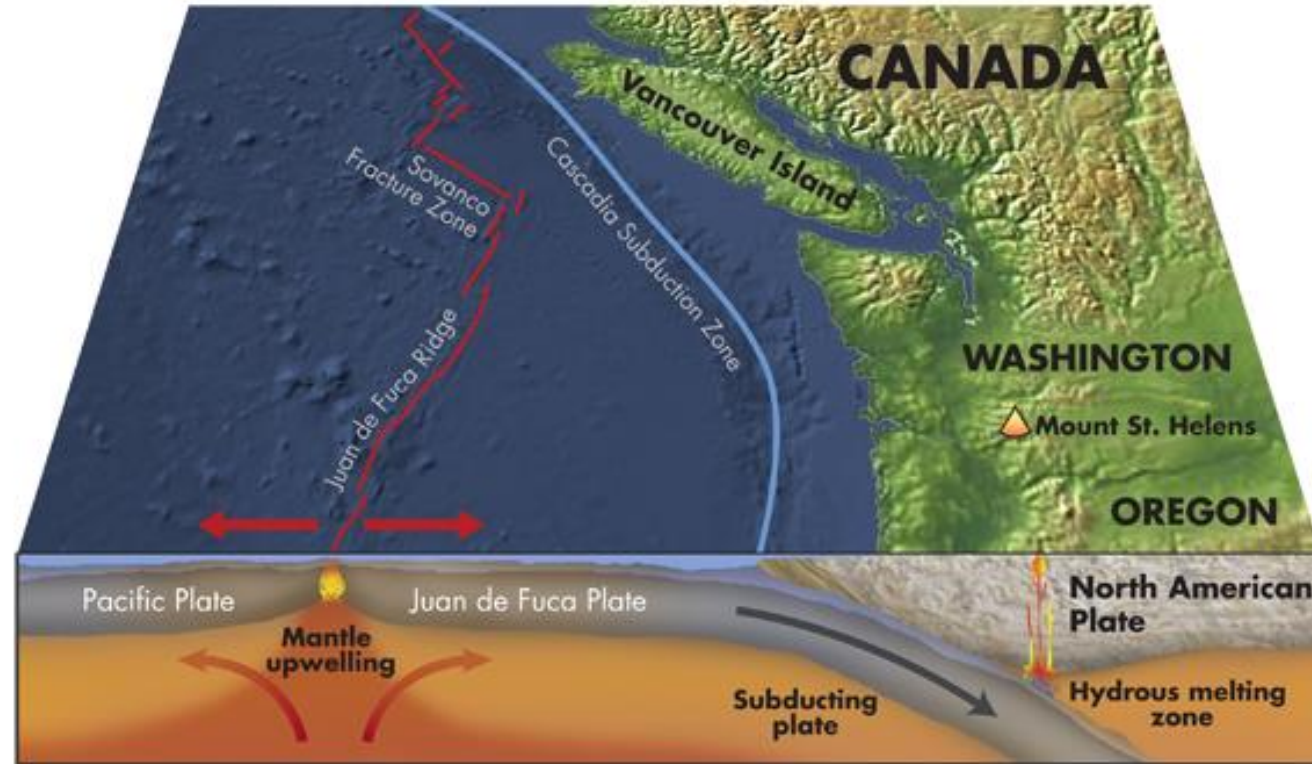 CANADA
Vancouver Island
Sovanco
Fracture Zone
Cascadia Subduction Zone
Juan de Fuca Ridge
WASHINGTON
Mount St. Helens
OREGON
Pacific Plate
Juan de Fuca Plate
North American
Plate
Mantle
upwelling
Subducting
plate
Hydrous melting
zone